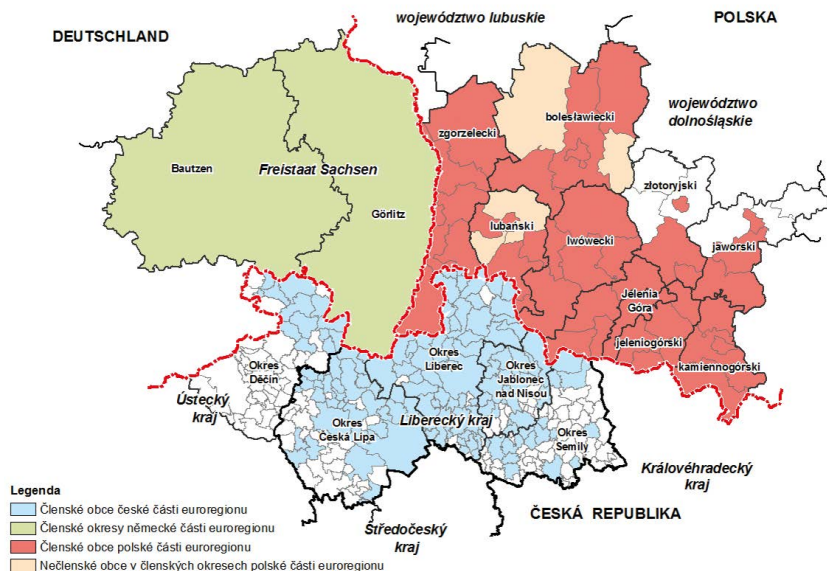 województwo lubuskie
POLSKA
DEUTSCHLAND
bolesławiecki
województwo
dolnośląskie
zgorzelecki
Bautzen
Freistaat Sachsen
złotoryjski
Görlitz
lubański
lwówecki
jaworski
Jelenia
Góra
jeleniogórski
kamiennogórski
Okres
Děčín
Okres
Liberec
Okres
Jablonec
nad Nisou
Ústecký
kraj
Okres
Česká Lípa
Liberecký kraj
Okres
Semily
Královéhradecký
kraj
Středočeský
kraj
ČESKÁ REPUBLIKA
Legenda
Členské obce české části euroregionu
Členské okresy německé části euroregionu
Členské obce polské části euroregionu
Nečlenské obce v členských okresech polské části euroregionu